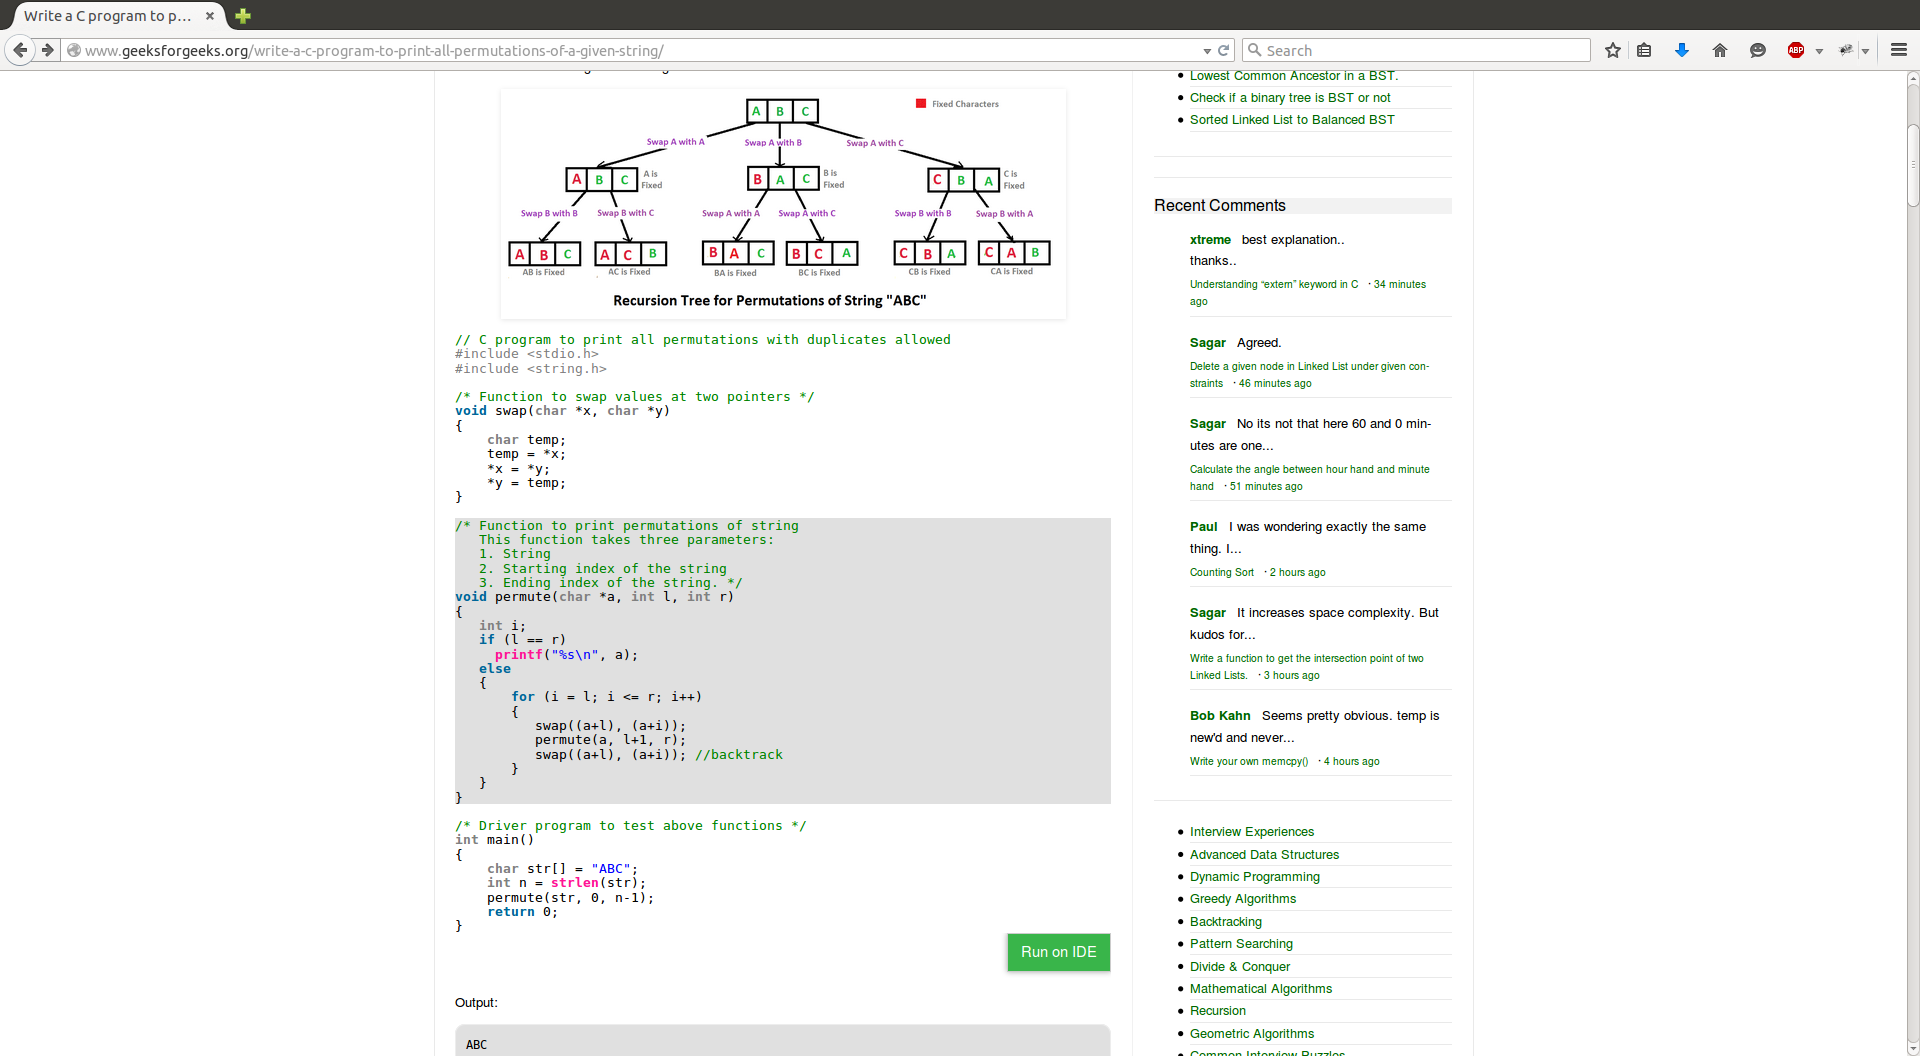 Write a C program to p...
www.geeksforgeeks.org/write-a-c-program-to-print-all-permutations-of-a-given-string/
Search
ABP
A B C
Fixed Characters
Swap A with A
Swap A with B
Swap A with C
A B C
A is
Fixed
B A C
B is
Fixed
C B A
C is
Fixed
Swap B with B
Swap B with C
Swap A with A
Swap A with C
Swap B with B
Swap B with A
A B C
A C B
B A C
B C A
C B A
C A B
AB is Fixed
AC is Fixed
BA is Fixed
BC is Fixed
CB is Fixed
CA is Fixed
Recursion Tree for Permutations of String "ABC"
// C program to print all permutations with duplicates allowed
#include <stdio.h>
#include <string.h>
/* Function to swap values at two pointers */
void swap(char *x, char *y)
{
    char temp;
    temp = *x;
    *x = *y;
    *y = temp;
}
/* Function to print permutations of string
   This function takes three parameters:
   1. String
   2. Starting index of the string
   3. Ending index of the string. */
void permute(char *a, int l, int r)
{
   int i;
   if (l == r)
     printf("%s\n", a);
   else
   {
       for (i = l; i <= r; i++)
       {
          swap((a+l), (a+i));
          permute(a, l+1, r);
          swap((a+l), (a+i)); //backtrack
       }
   }
}
/* Driver program to test above functions */
int main()
{
    char str[] = "ABC";
    int n = strlen(str);
    permute(str, 0, n-1);
    return 0;
}
Run on IDE
Output:
ABC
Lowest Common Ancestor in a BST.
Check if a binary tree is BST or not
Sorted Linked List to Balanced BST
Recent Comments
xtreme best explanation..
thanks..
Understanding “extern” keyword in C · 34 minutes
ago
Sagar Agreed.
Delete a given node in Linked List under given con-
straints · 46 minutes ago
Sagar No its not that here 60 and 0 min-
utes are one...
Calculate the angle between hour hand and minute
hand · 51 minutes ago
Paul I was wondering exactly the same
thing. I...
Counting Sort · 2 hours ago
Sagar It increases space complexity. But
kudos for...
Write a function to get the intersection point of two
Linked Lists. · 3 hours ago
Bob Kahn Seems pretty obvious. temp is
new'd and never...
Write your own memcpy() · 4 hours ago
Interview Experiences
Advanced Data Structures
Dynamic Programming
Greedy Algorithms
Backtracking
Pattern Searching
Divide & Conquer
Mathematical Algorithms
Recursion
Geometric Algorithms
Common Interview Puzzles